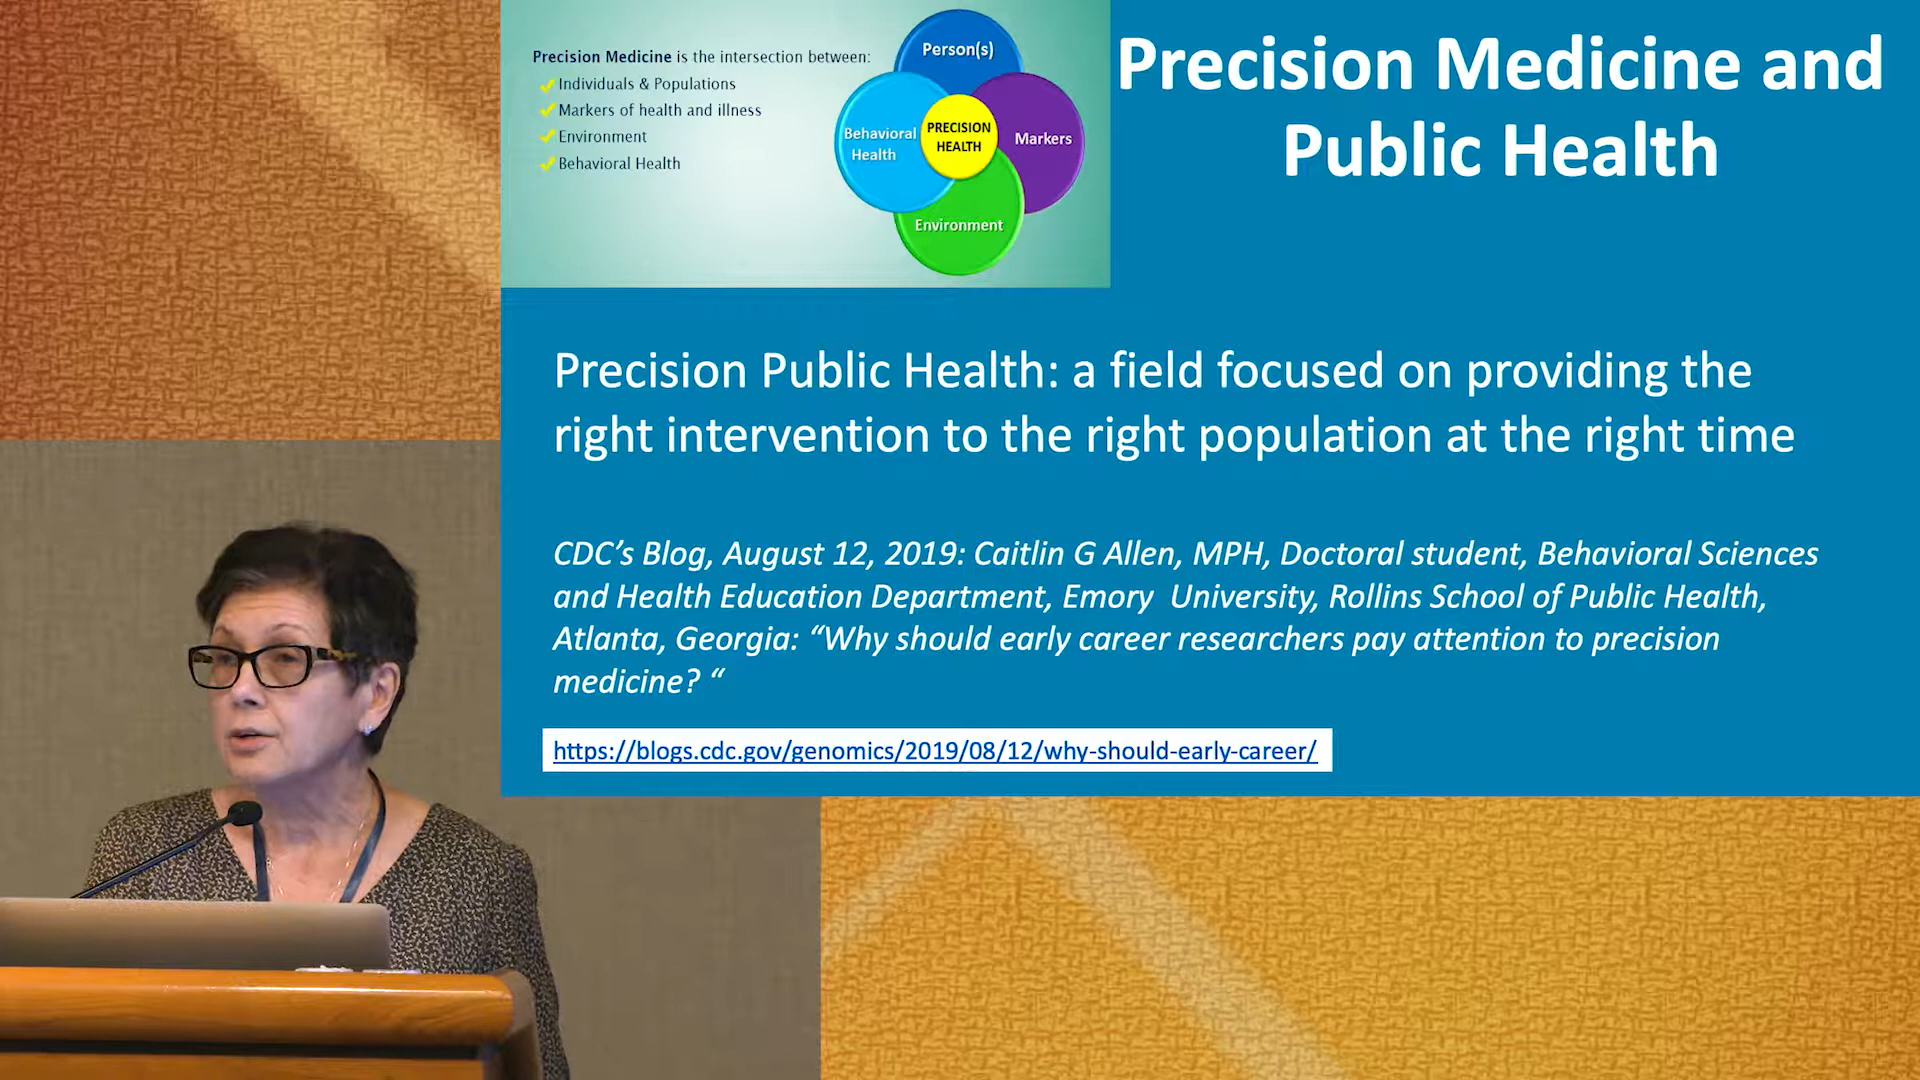 Precision Medicine is the intersection between:
Individuals & Populations
Markers of health and illness
Environment
Behavioral Health
Person(s)
Behavioral
Health
PRECISION
HEALTH
Markers
Environment
Precision Medicine and
Public Health
Precision Public Health: a field focused on providing the
right intervention to the right population at the right time
CDC’s Blog, August 12, 2019: Caitlin G Allen, MPH, Doctoral student, Behavioral Sciences
and Health Education Department, Emory  University, Rollins School of Public Health,
Atlanta, Georgia: “Why should early career researchers pay attention to precision
medicine? “
https://blogs.cdc.gov/genomics/2019/08/12/why-should-early-career/